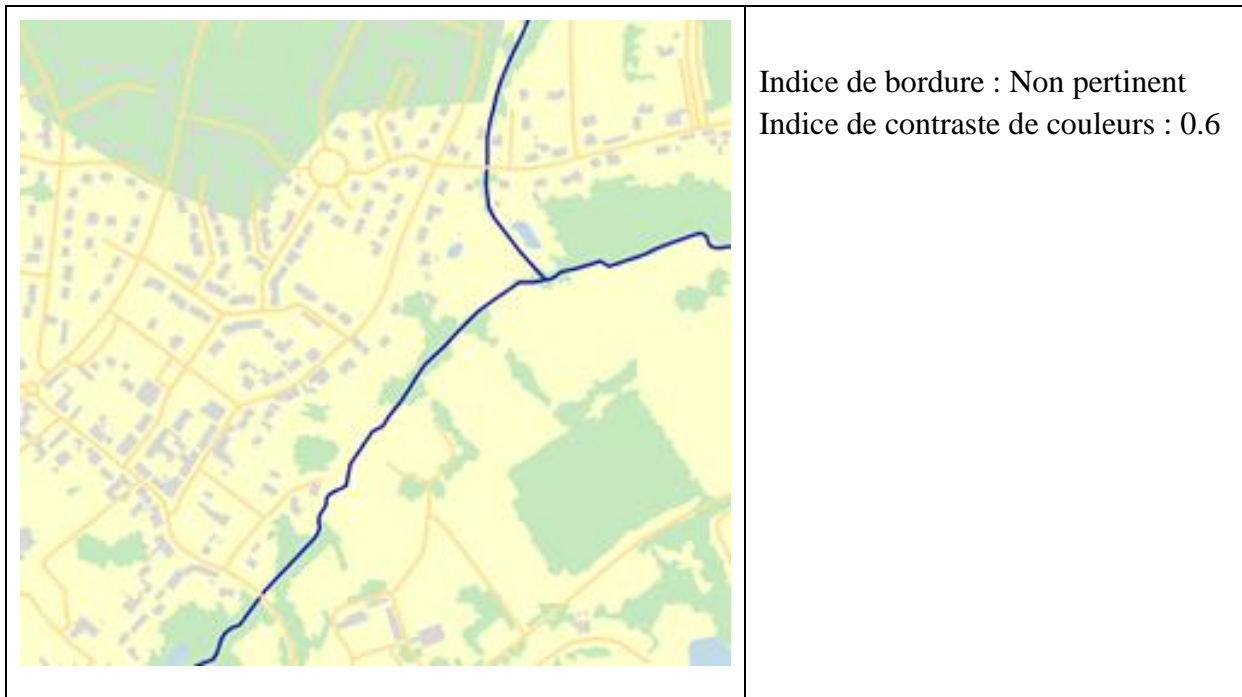 Indice de bordure : Non pertinent
Indice de contraste de couleurs : 0.6